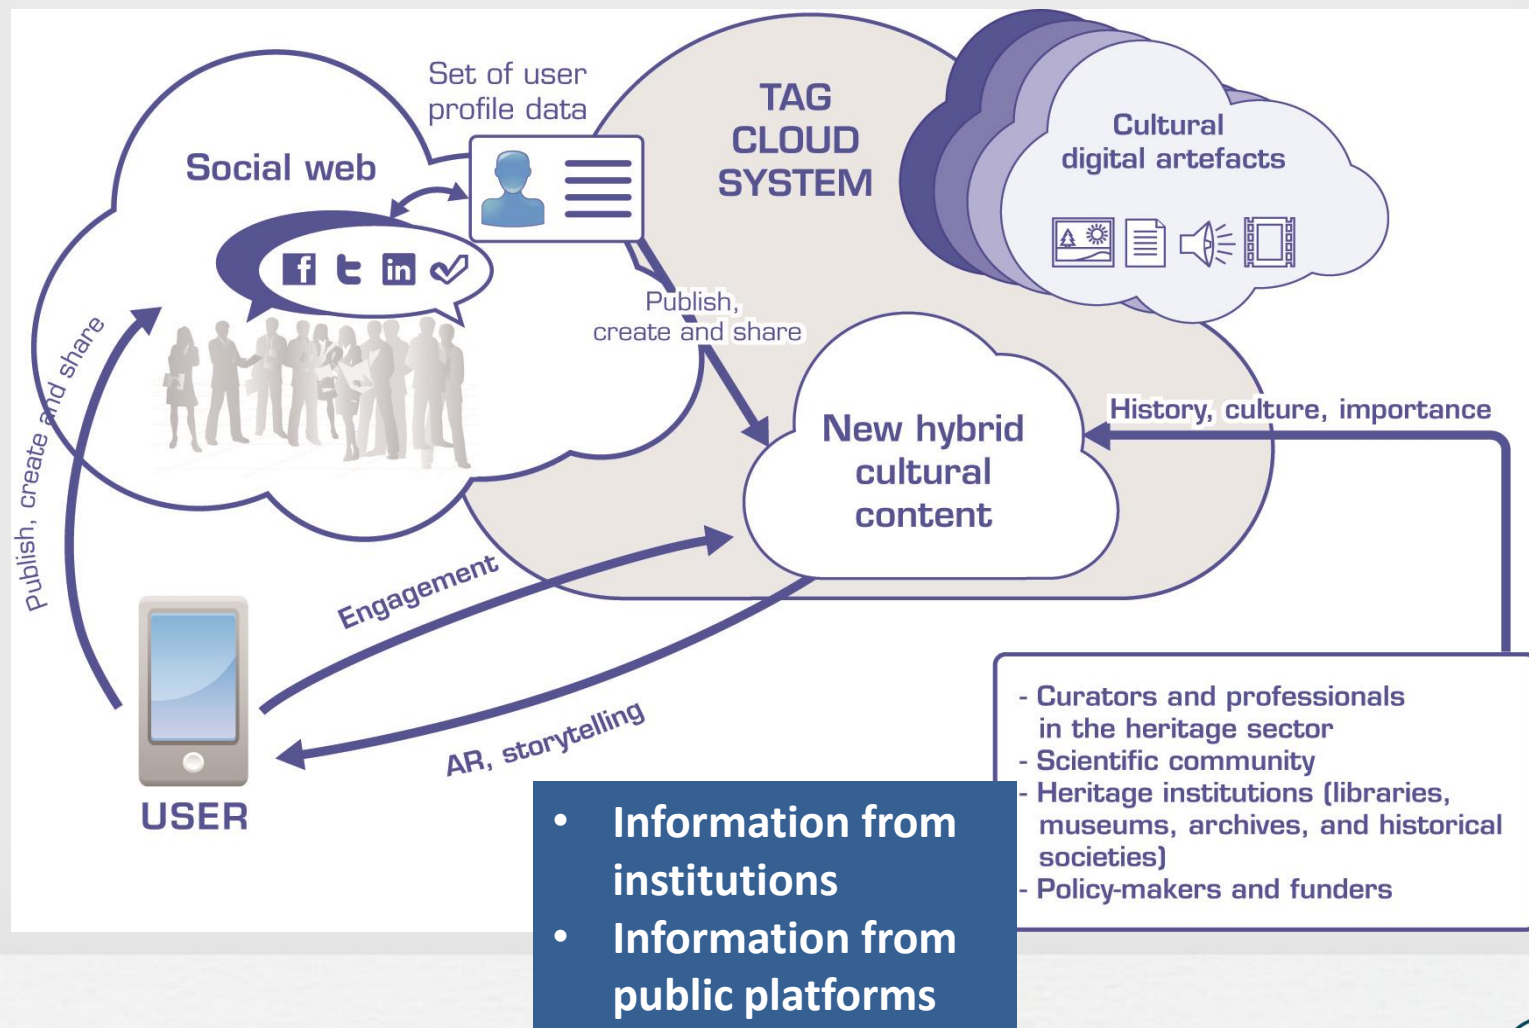 Set of user
profile data
TAG
CLOUD
SYSTEM
Cultural
digital artefacts
Social web
f t in
Publish,
create and share
Publish, create and share
New hybrid
cultural
content
History, culture, importance
Engagement
AR, storytelling
USER
- Curators and professionals
in the heritage sector
- Scientific community
- Heritage institutions (libraries,
museums, archives, and historical
societies)
- Policy-makers and funders
• Information from
institutions
• Information from
public platforms